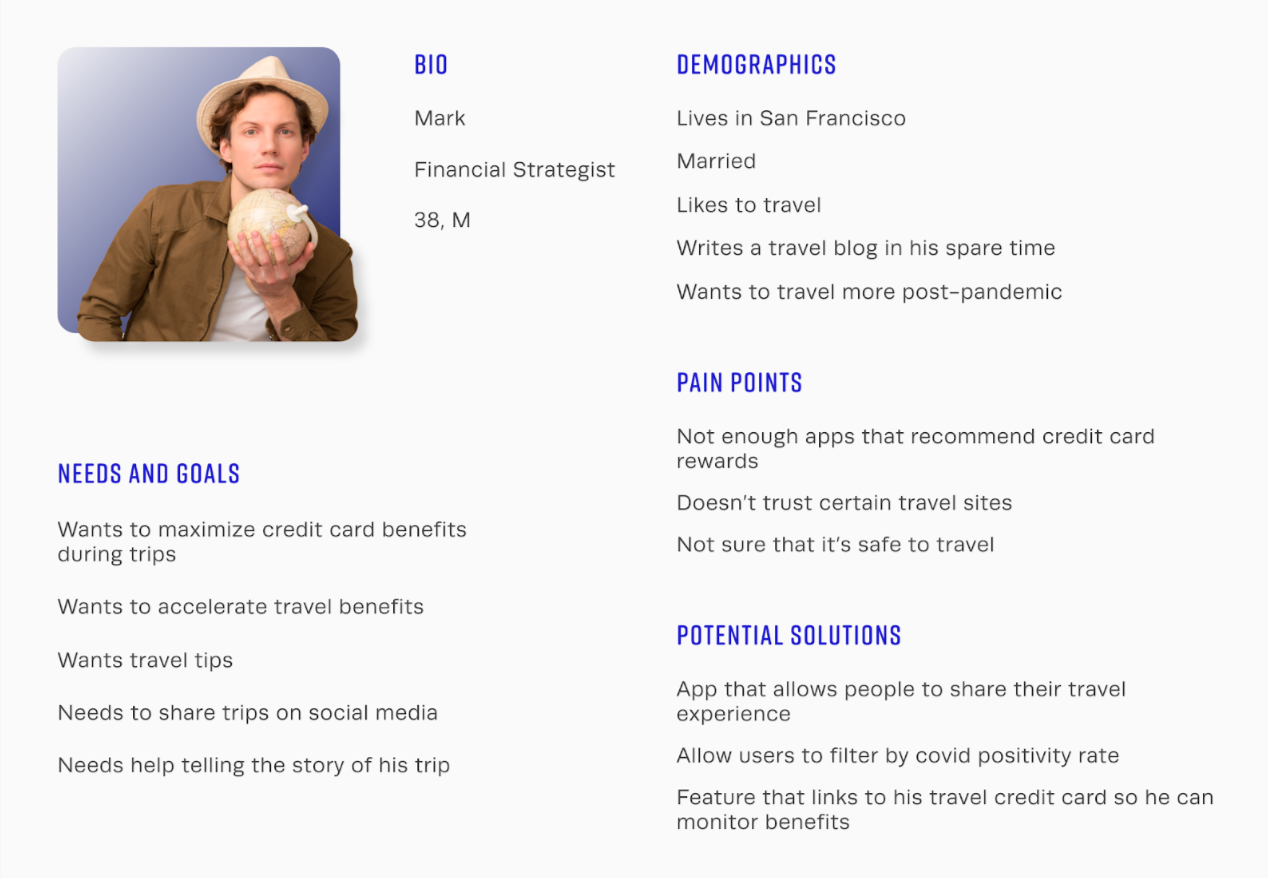 BIO
Mark
Financial Strategist
38, M
DEMOGRAPHICS
Lives in San Francisco
Married
Likes to travel
Writes a travel blog in his spare time
Wants to travel more post-pandemic
PAIN POINTS
Not enough apps that recommend credit card
rewards
Doesn't trust certain travel sites
Not sure that it's safe to travel
NEEDS AND GOALS
Wants to maximize credit card benefits
during trips
Wants to accelerate travel benefits
Wants travel tips
Needs to share trips on social media
Needs help telling the story of his trip
POTENTIAL SOLUTIONS
App that allows people to share their travel
experience
Allow users to filter by covid positivity rate
Feature that links to his travel credit card so he can
monitor benefits